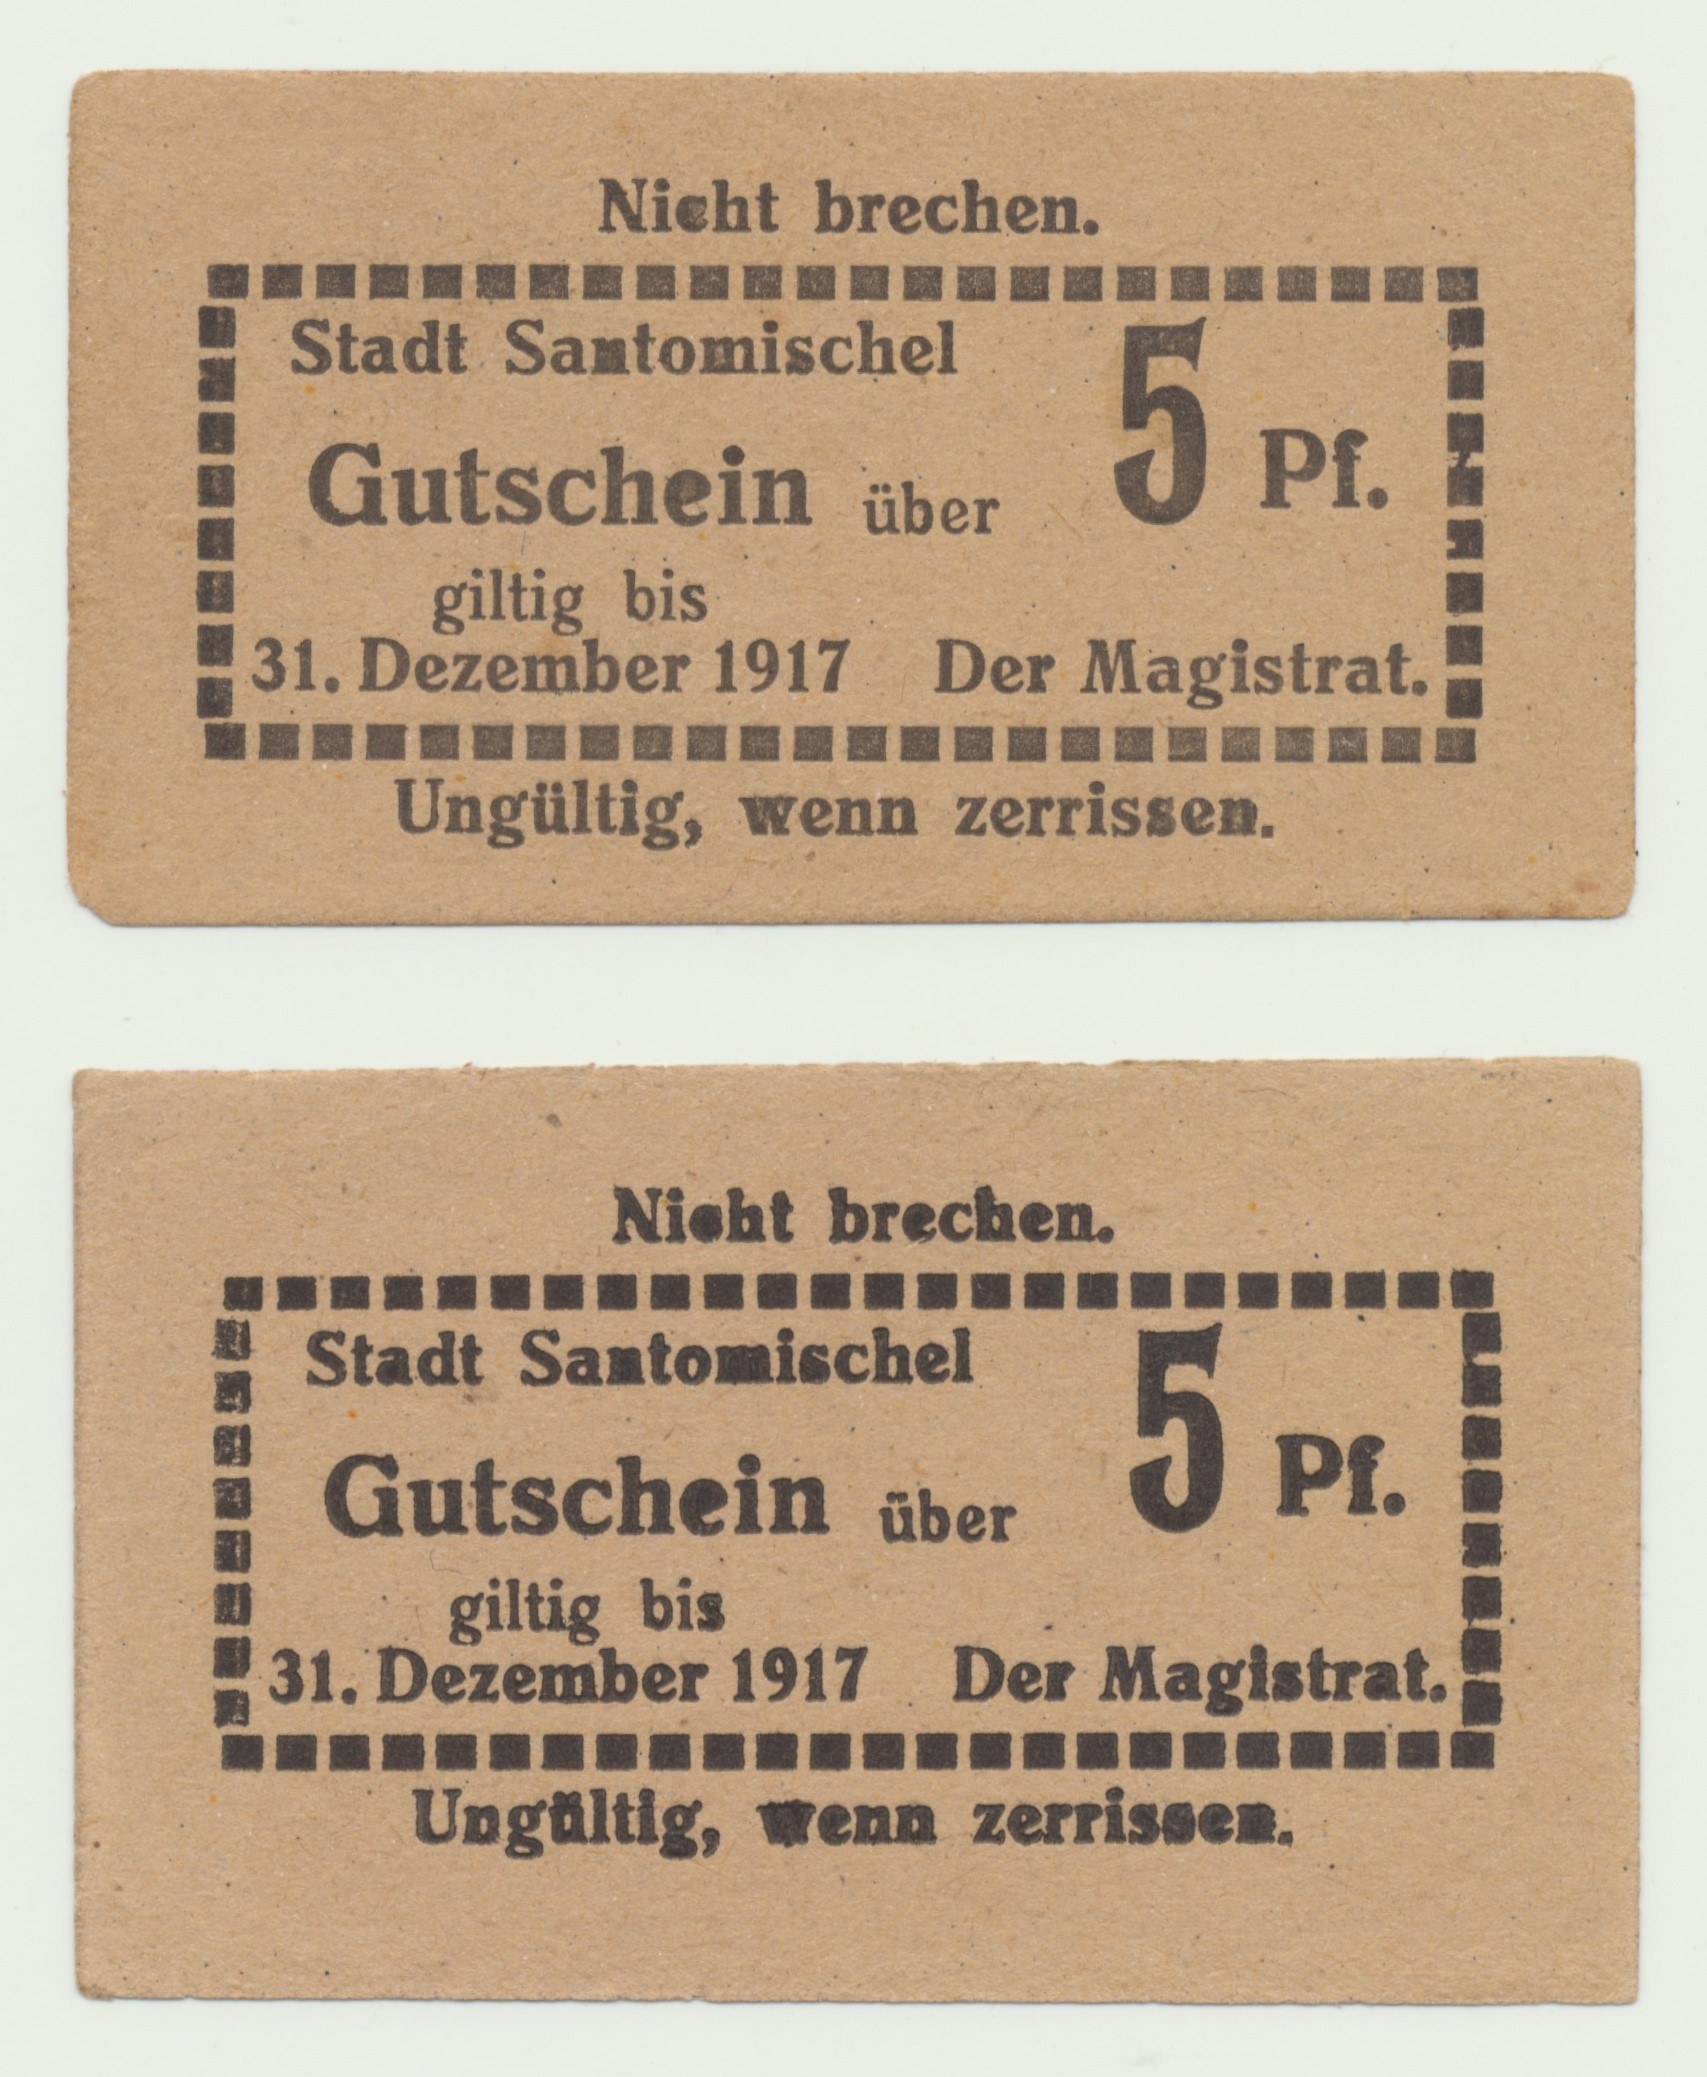 Nicht brechen.
Stadt Santomischel
5 Pf.
Gutschein über
giltig bis
31. Dezember 1917 Der Magistrat.
Ungültig, wenn zerrissen.
Nicht brechen.
Stadt Santomischel
5 Pf.
Gutschein über
giltig bis
31. Dezember 1917 Der Magistrat.
Ungültig, wenn zerrissen.